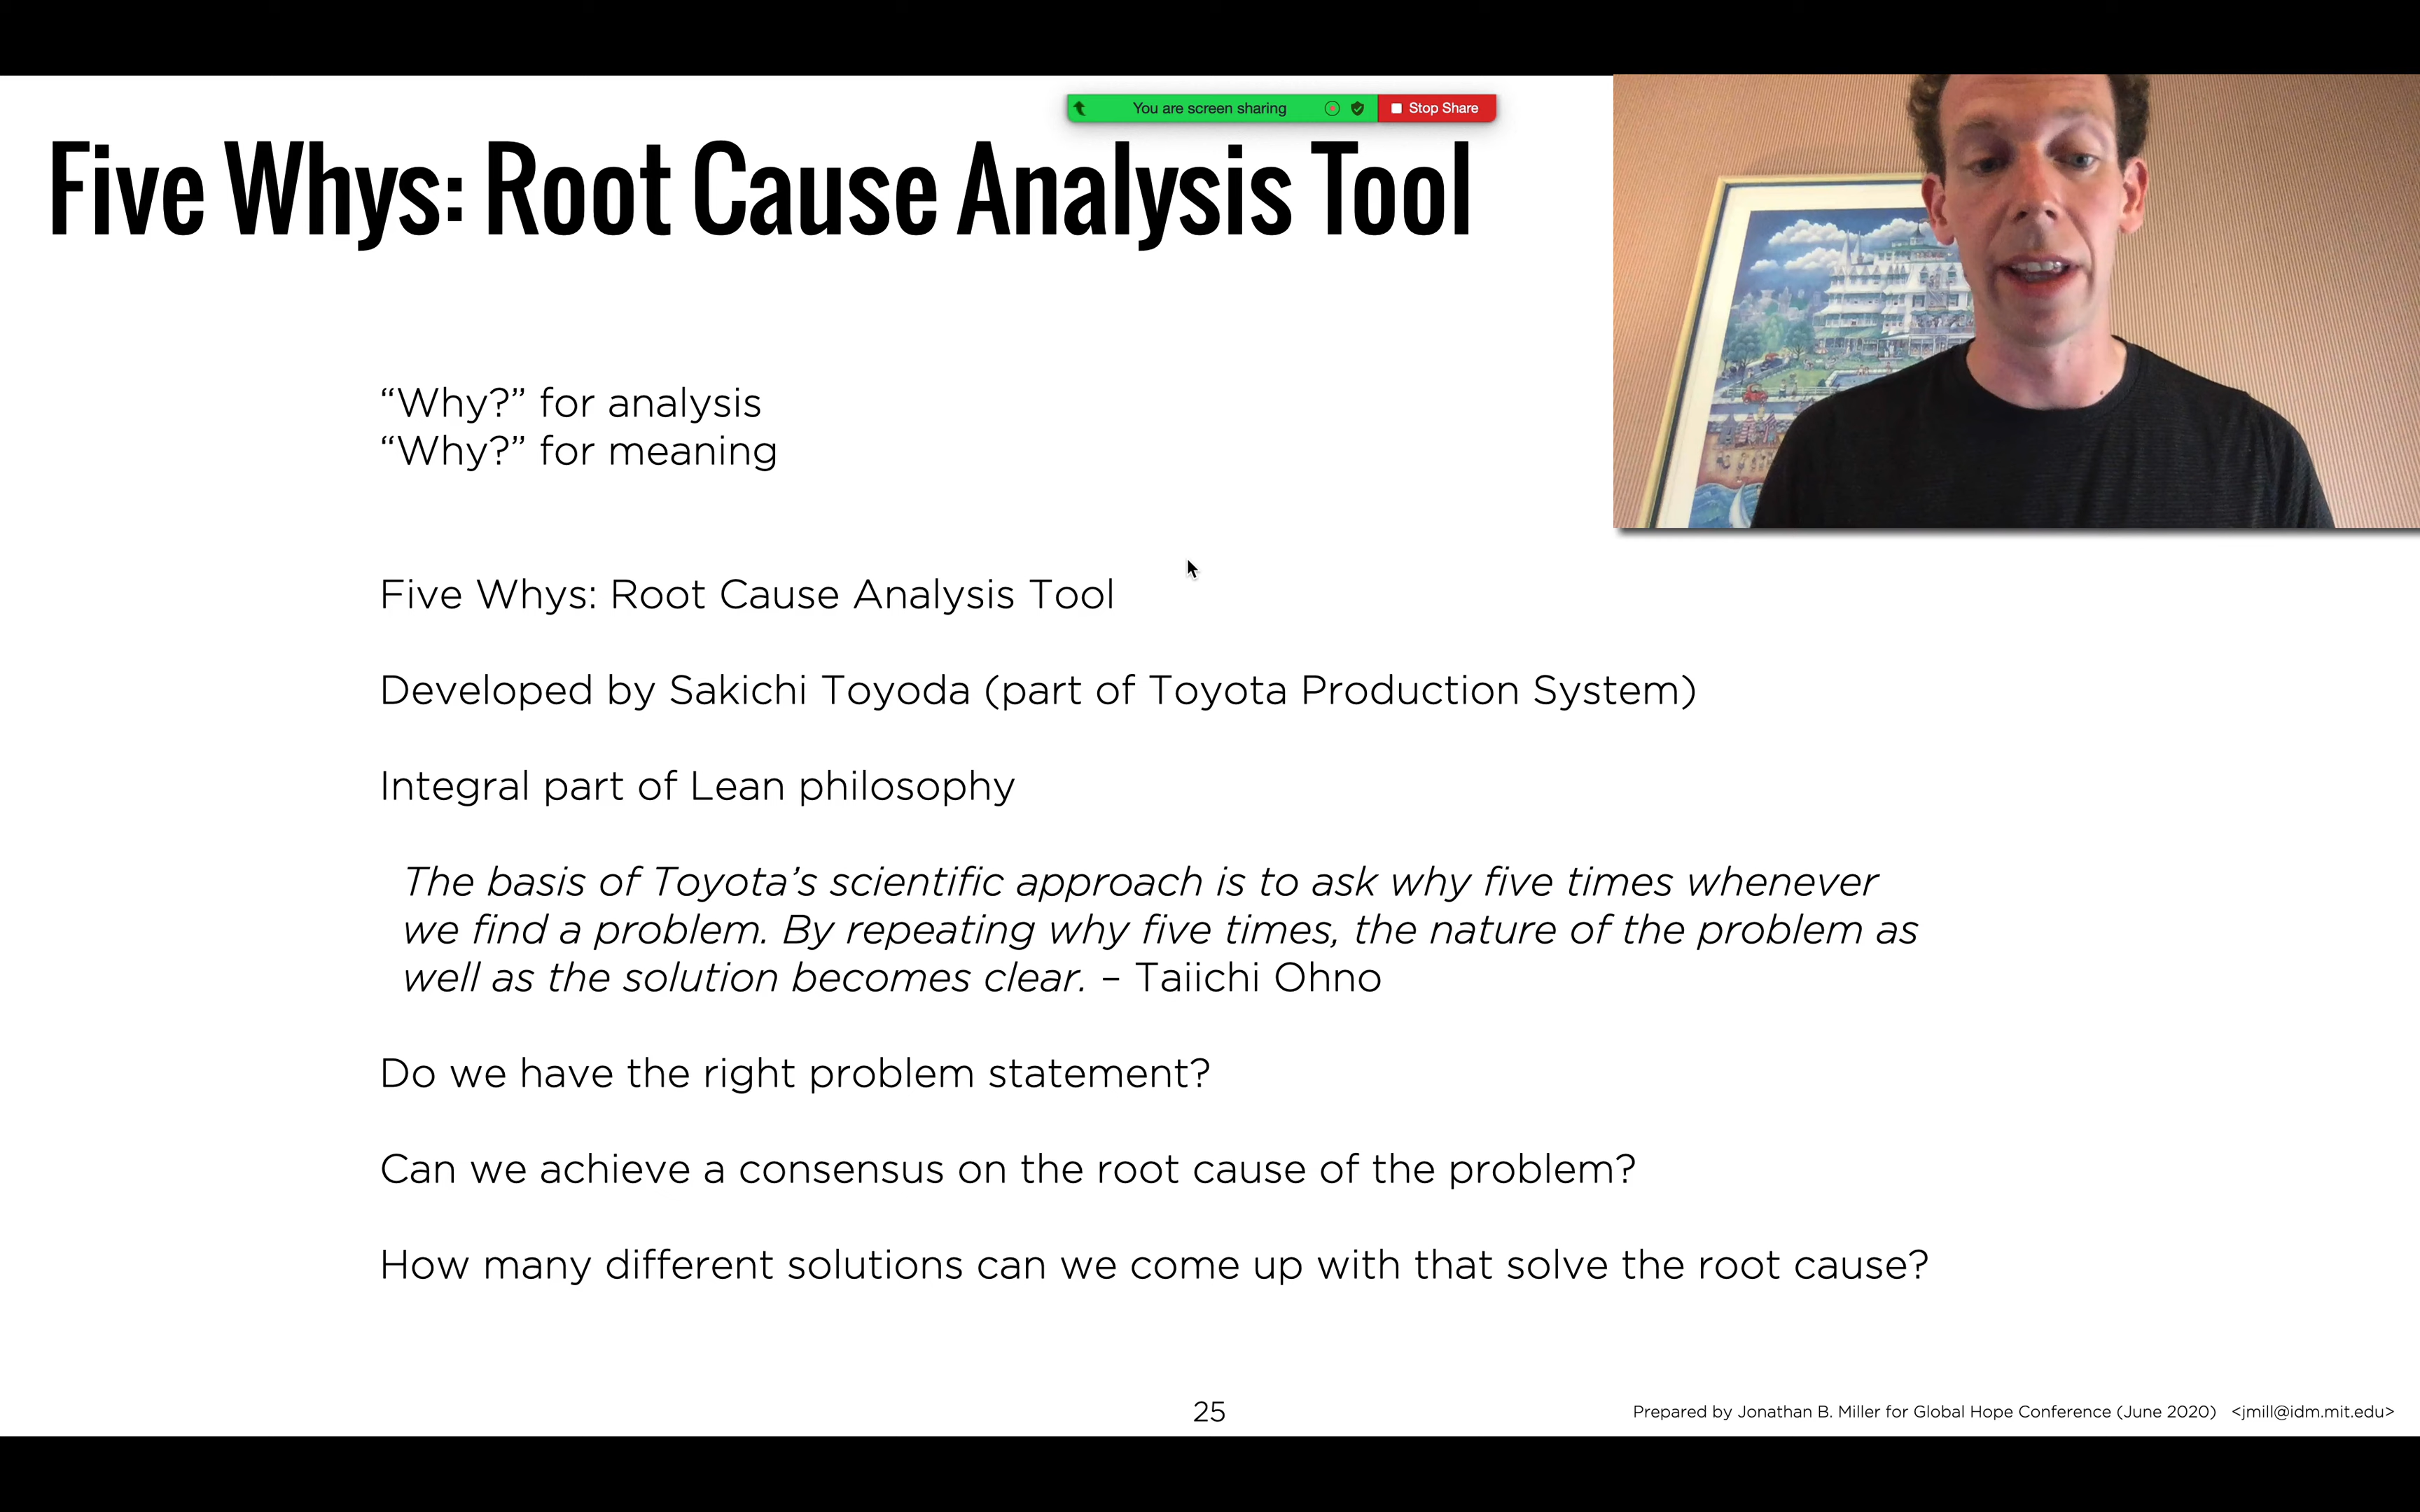 You are screen sharing
Stop Share
Five Whys: Root Cause Analysis Tool
“Why?” for analysis
“Why?” for meaning
Five Whys: Root Cause Analysis Tool
Developed by Sakichi Toyoda (part of Toyota Production System)
Integral part of Lean philosophy
The basis of Toyota’s scientific approach is to ask why five times whenever
we find a problem. By repeating why five times, the nature of the problem as
well as the solution becomes clear. – Taiichi Ohno
Do we have the right problem statement?
Can we achieve a consensus on the root cause of the problem?
How many different solutions can we come up with that solve the root cause?
25
Prepared by Jonathan B. Miller for Global Hope Conference (June 2020) <jmill@idm.mit.edu>